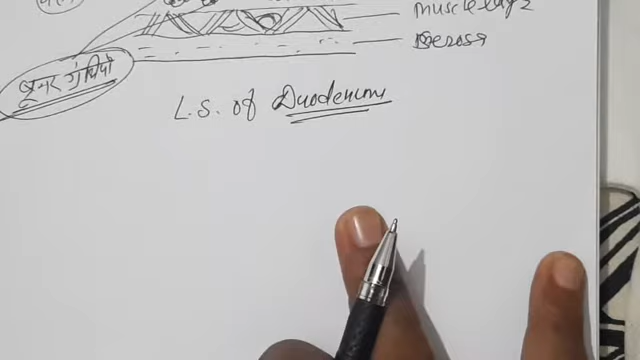 Muscle layer
Serosa
ब्रूनर ग्रंथियाँ
L.S. of Duodenum